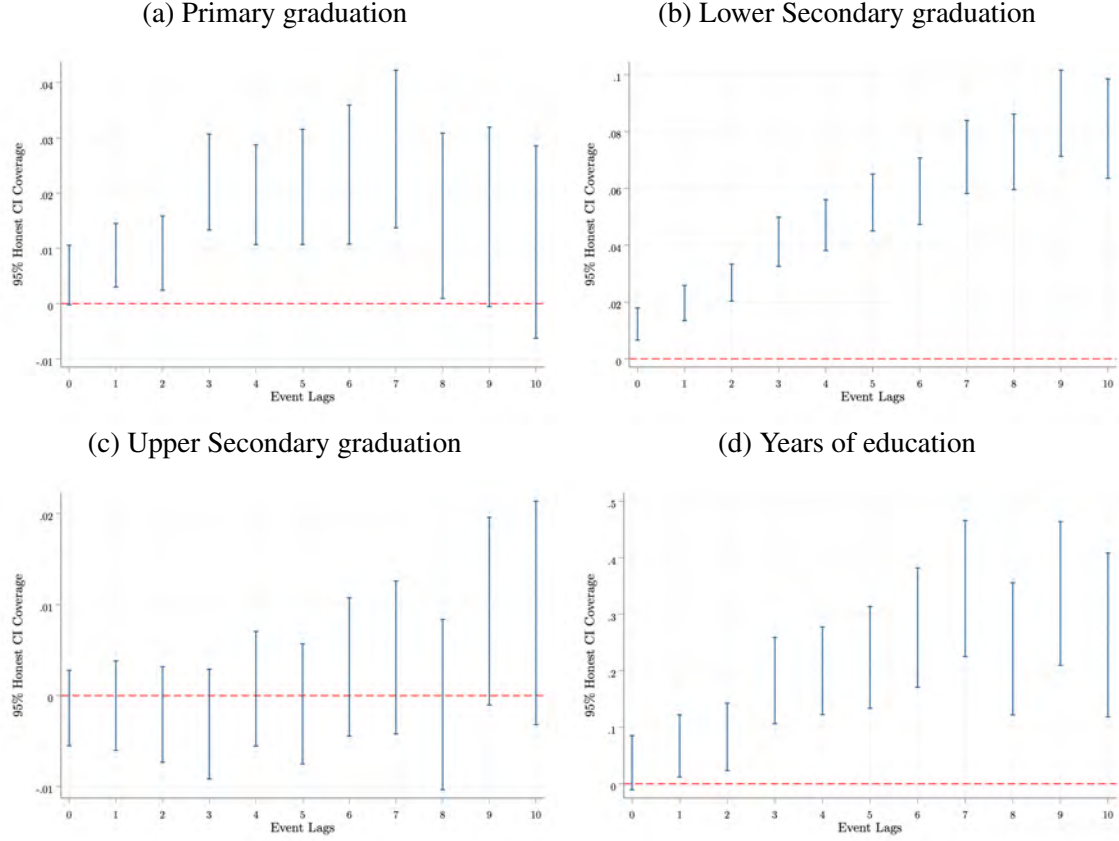 (a) Primary graduation
95% Honest CI Coverage
.04
.03
.02
.01
0
-.01
0 1 2 3 4 5 6 7 8 9 10
Event Lags
(b) Lower Secondary graduation
95% Honest CI Coverage
.1
.08
.06
.04
.02
0
0 1 2 3 4 5 6 7 8 9 10
Event Lags
(c) Upper Secondary graduation
95% Honest CI Coverage
.02
.01
0
-.01
0 1 2 3 4 5 6 7 8 9 10
Event Lags
(d) Years of education
95% Honest CI Coverage
.5
.4
.3
.2
.1
0
0 1 2 3 4 5 6 7 8 9 10
Event Lags